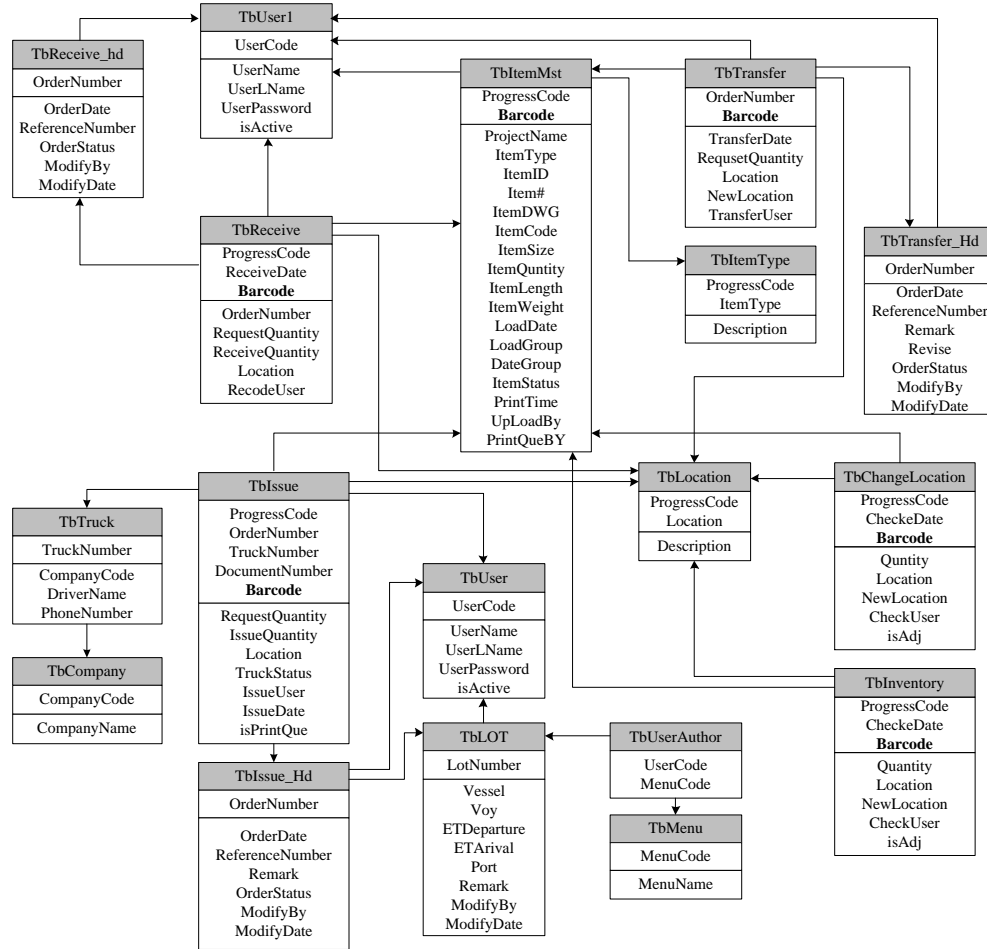 TbUser1
UserCode
UserName
UserLName
UserPassword
isActive
TbReceive_hd
OrderNumber
OrderDate
ReferenceNumber
OrderStatus
ModifyBy
ModifyDate
TbItemMst
ProgressCode
Barcode
ProjectName
ItemType
ItemID
Item#
ItemDWG
ItemCode
ItemSize
ItemQuntity
ItemLength
ItemWeight
LoadDate
LoadGroup
DateGroup
ItemStatus
PrintTime
UpLoadBy
PrintQueBY
TbTransfer
OrderNumber
Barcode
TransferDate
RequsetQuantity
Location
NewLocation
TransferUser
TbReceive
ProgressCode
ReceiveDate
Barcode
OrderNumber
RequestQuantity
ReceiveQuantity
Location
RecodeUser
TbItemType
ProgressCode
ItemType
Description
TbTransfer_Hd
OrderNumber
OrderDate
ReferenceNumber
Remark
Revise
OrderStatus
ModifyBy
ModifyDate
TbIssue
ProgressCode
OrderNumber
TruckNumber
DocumentNumber
Barcode
RequestQuantity
IssueQuantity
Location
TruckStatus
IssueUser
IssueDate
isPrintQue
TbLocation
ProgressCode
Location
Description
TbChangeLocation
ProgressCode
CheckeDate
Barcode
Quntity
Location
NewLocation
CheckUser
isAdj
TbTruck
TruckNumber
CompanyCode
DriverName
PhoneNumber
TbUser
UserCode
UserName
UserLName
UserPassword
isActive
TbCompany
CompanyCode
CompanyName
TbInventory
ProgressCode
CheckeDate
Barcode
Quantity
Location
NewLocation
CheckUser
isAdj
TbIssue_Hd
OrderNumber
OrderDate
ReferenceNumber
Remark
OrderStatus
ModifyBy
ModifyDate
TbLOT
LotNumber
Vessel
Voy
ETDeparture
ETArival
Port
Remark
ModifyBy
ModifyDate
TbUserAuthor
UserCode
MenuCode
TbMenu
MenuCode
MenuName